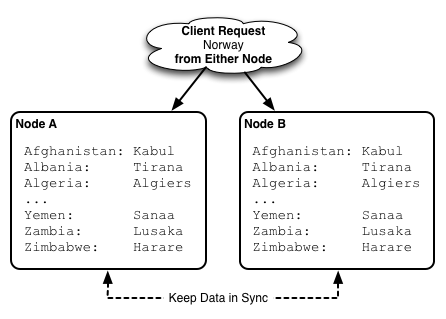 Client Request
Norway
from Either Node
Node A
Afghanistan: Kabul
Albania: Tirana
Algeria: Algiers
...
Yemen: Sanaa
Zambia: Lusaka
Zimbabwe: Harare
Node B
Afghanistan: Kabul
Albania: Tirana
Algeria: Algiers
...
Yemen: Sanaa
Zambia: Lusaka
Zimbabwe: Harare
Keep Data in Sync